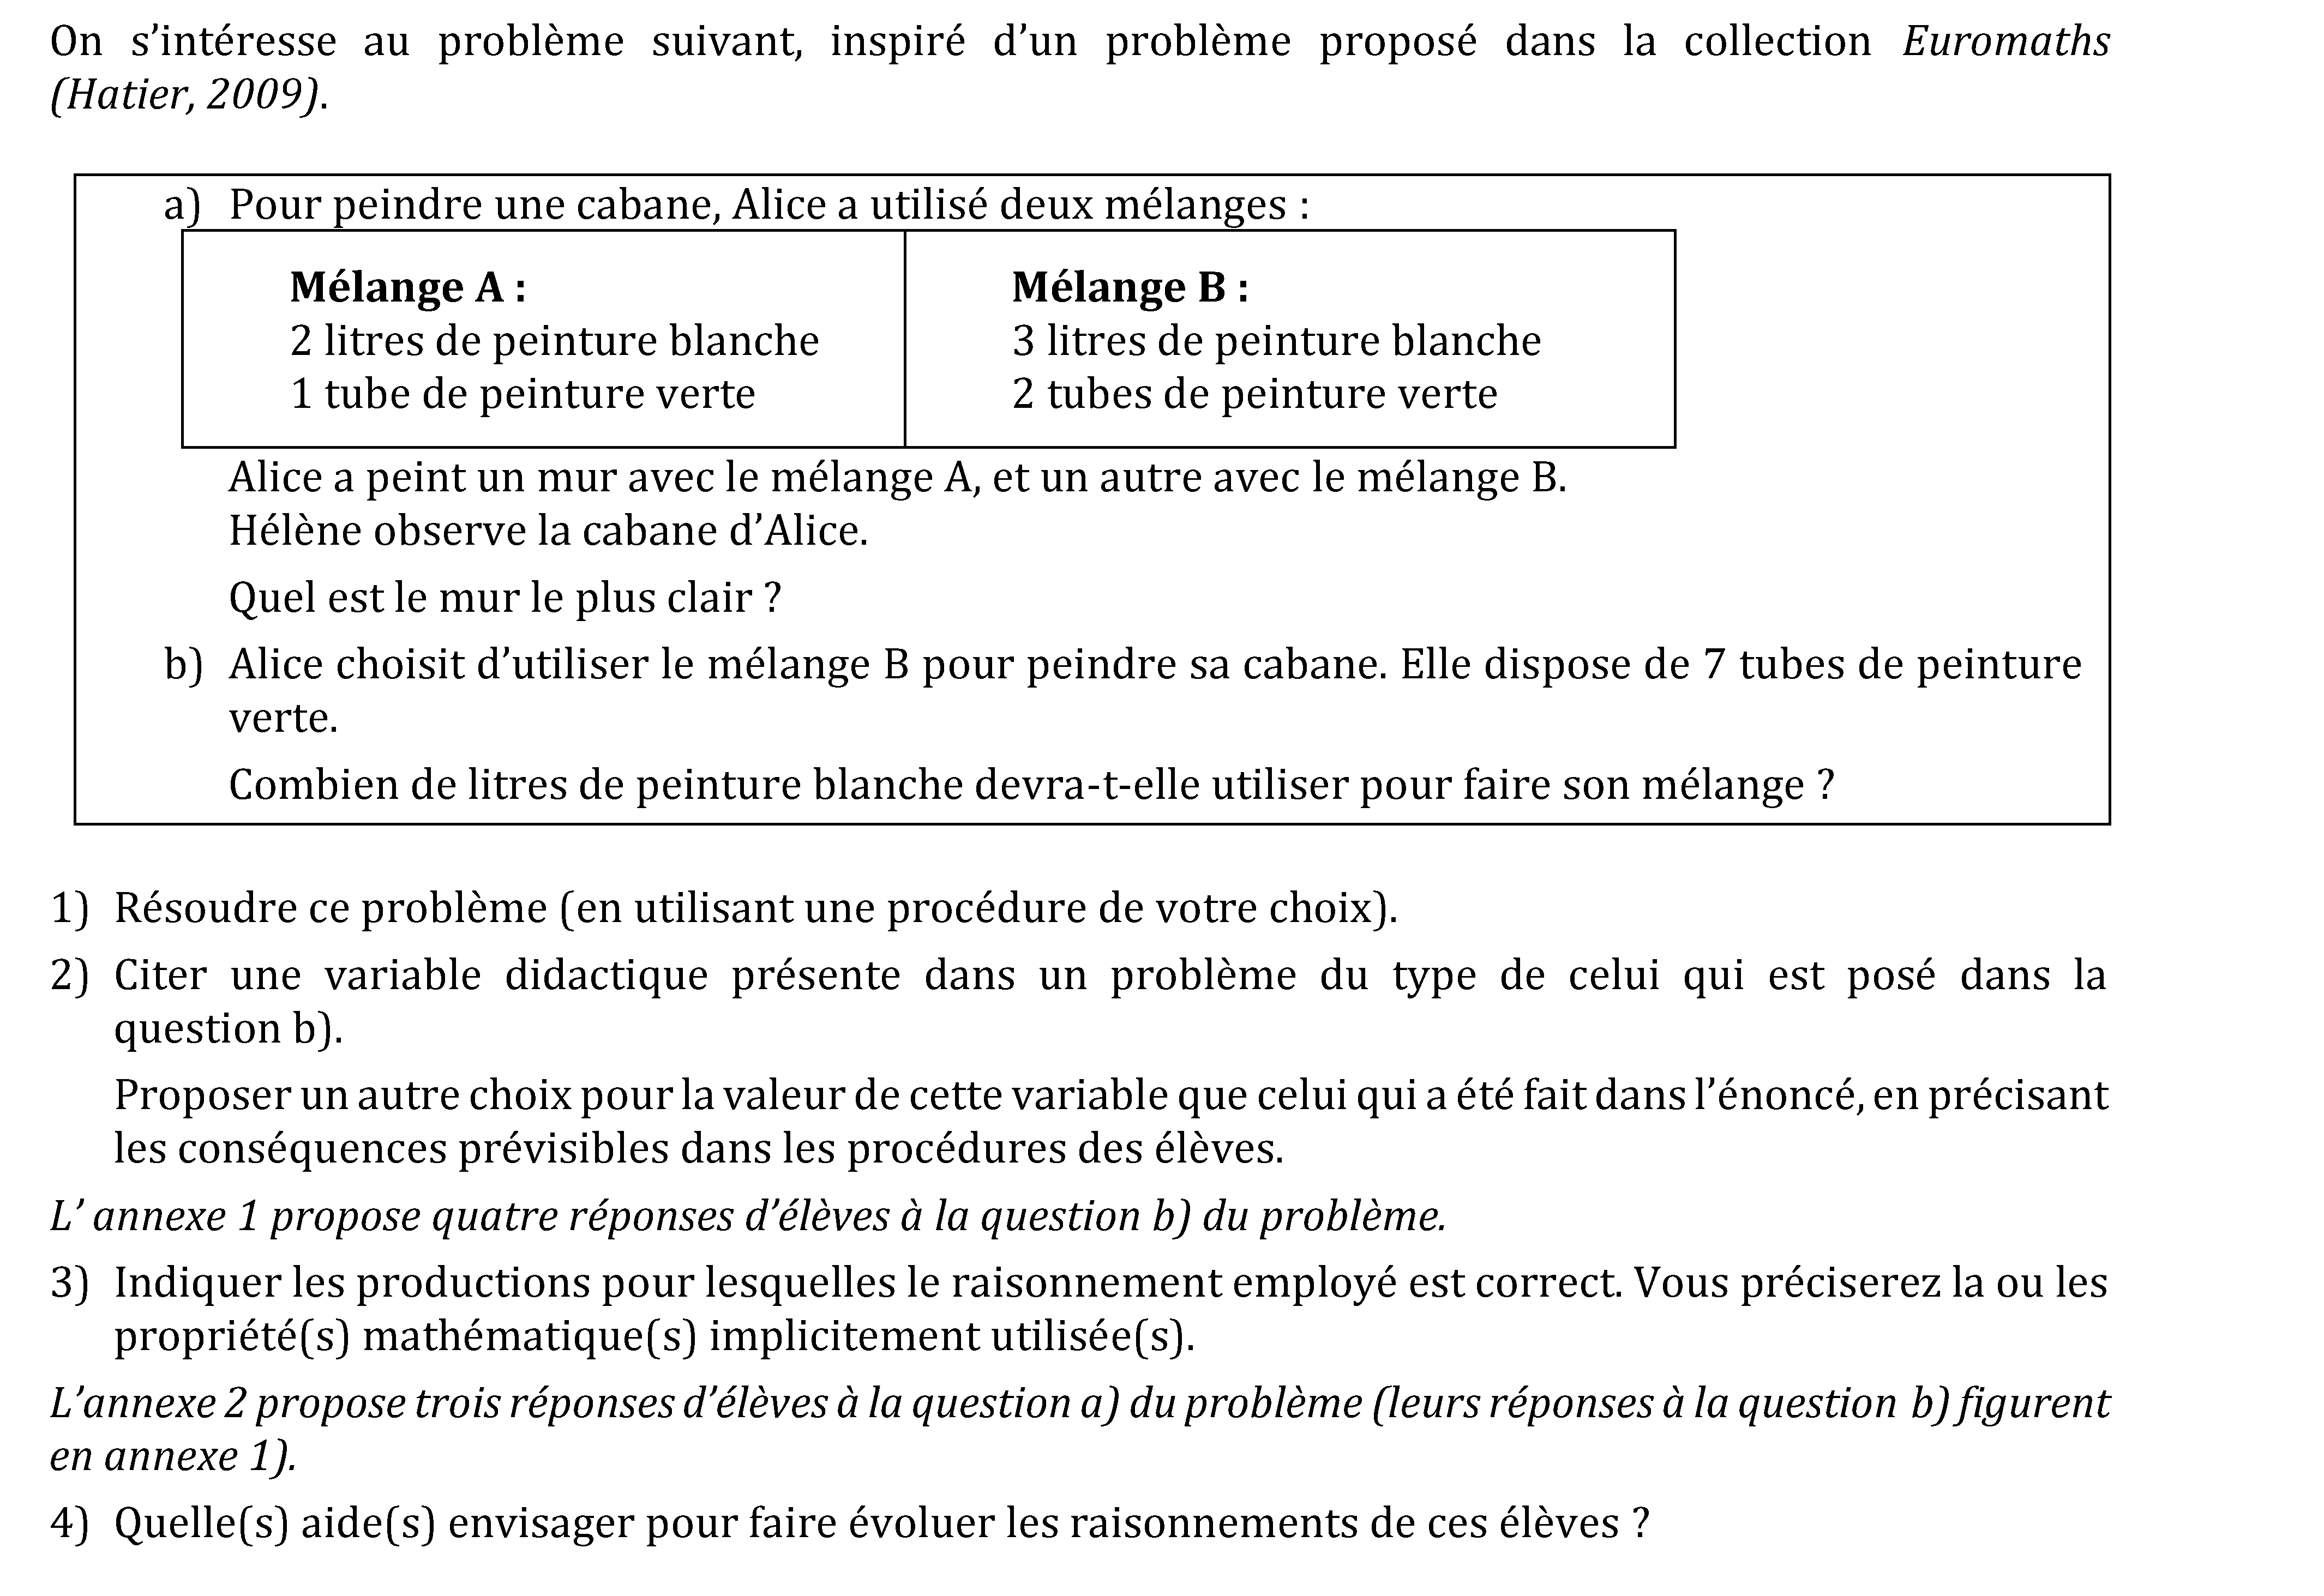 On s’intéresse au problème suivant, inspiré d’un problème proposé dans la collection Euromaths
(Hatier, 2009).
a) Pour peindre une cabane, Alice a utilisé deux mélanges :
Mélange A :
2 litres de peinture blanche
1 tube de peinture verte
Mélange B :
3 litres de peinture blanche
2 tubes de peinture verte
Alice a peint un mur avec le mélange A, et un autre avec le mélange B.
Hélène observe la cabane d’Alice.
Quel est le mur le plus clair ?
b) Alice choisit d’utiliser le mélange B pour peindre sa cabane. Elle dispose de 7 tubes de peinture
verte.
Combien de litres de peinture blanche devra-t-elle utiliser pour faire son mélange ?
1) Résoudre ce problème (en utilisant une procédure de votre choix).
2) Citer une variable didactique présente dans un problème du type de celui qui est posé dans la
question b).
Proposer un autre choix pour la valeur de cette variable que celui qui a été fait dans l’énoncé, en précisant
les conséquences prévisibles dans les procédures des élèves.
L’ annexe 1 propose quatre réponses d’élèves à la question b) du problème.
3) Indiquer les productions pour lesquelles le raisonnement employé est correct. Vous préciserez la ou les
propriété(s) mathématique(s) implicitement utilisée(s).
L’annexe 2 propose trois réponses d’élèves à la question a) du problème (leurs réponses à la question b) figurent
en annexe 1).
4) Quelle(s) aide(s) envisager pour faire évoluer les raisonnements de ces élèves ?